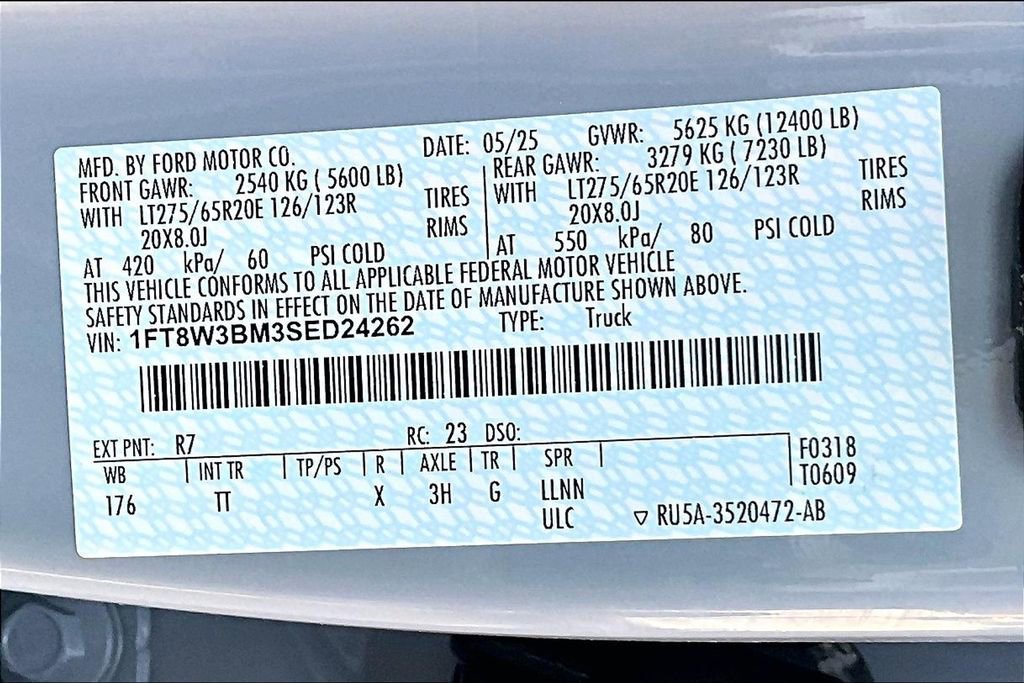 MFD. BY FORD MOTOR CO. DATE: 05/25 GVWR: 5625 KG (12400 LB)
FRONT GAWR: 2540 KG ( 5600 LB) REAR GAWR: 3279 KG ( 7230 LB)
WITH LT275/65R20E 126/123R TIRES WITH LT275/65R20E 126/123R TIRES
20X8.0J RIMS 20X8.0J RIMS
AT 420 kPa/ 60 PSI COLD AT 550 kPa/ 80 PSI COLD
THIS VEHICLE CONFORMS TO ALL APPLICABLE FEDERAL MOTOR VEHICLE
SAFETY STANDARDS IN EFFECT ON THE DATE OF MANUFACTURE SHOWN ABOVE.
VIN: 1FT8W3BM3SED24262 TYPE: Truck
EXT PNT: R7 RC: 23 DSO:
WB INT TR TP/PS R AXLE TR SPR F0318
176 TT X 3H G LLNN T0609
ULC ▽ RU5A-3520472-AB